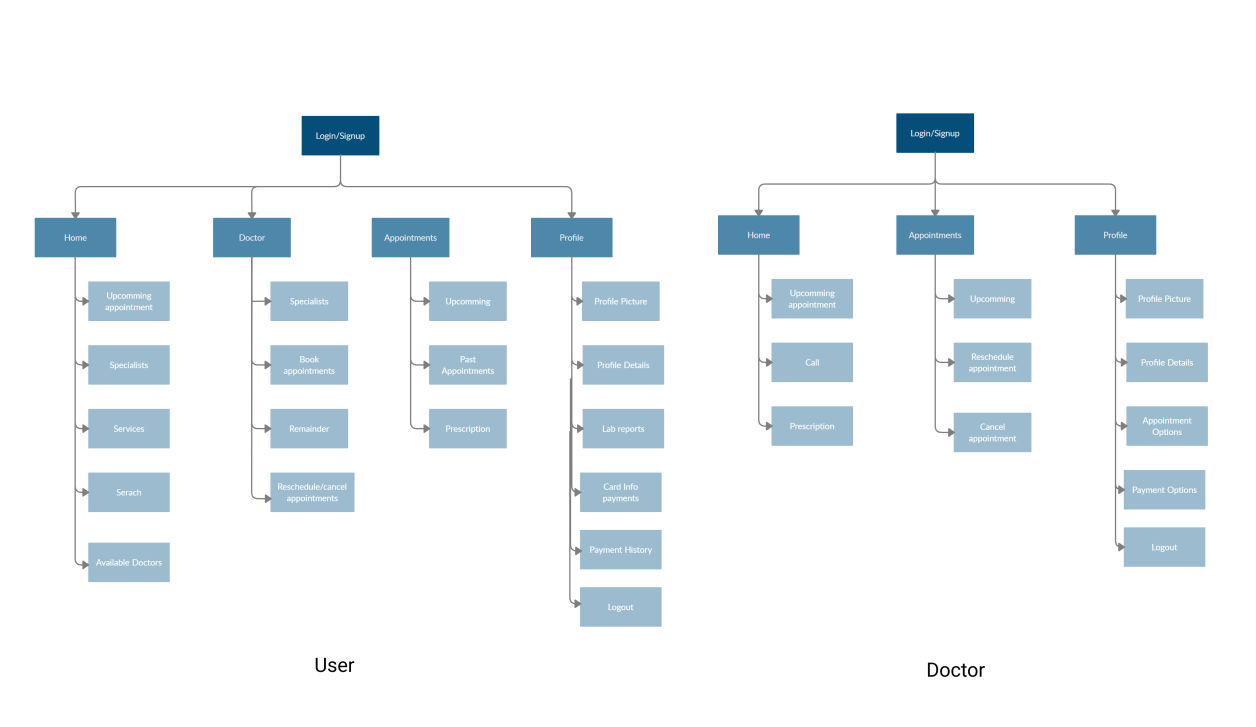 Login/Signup
Home
Upcomming
appointment
Specialists
Services
Serach
Available Doctors
Doctor
Specialists
Book
appointments
Remainder
Reschedule/cancel
appointments
Appointments
Upcomming
Past
Appointments
Prescription
Profile
Profile Picture
Profile Details
Lab reports
Card Info
payments
Payment History
Logout
User
Login/Signup
Home
Upcomming
appointment
Call
Prescription
Appointments
Upcomming
Reschedule
appointment
Cancel
appointment
Profile
Profile Picture
Profile Details
Appointment
Options
Payment Options
Logout
Doctor